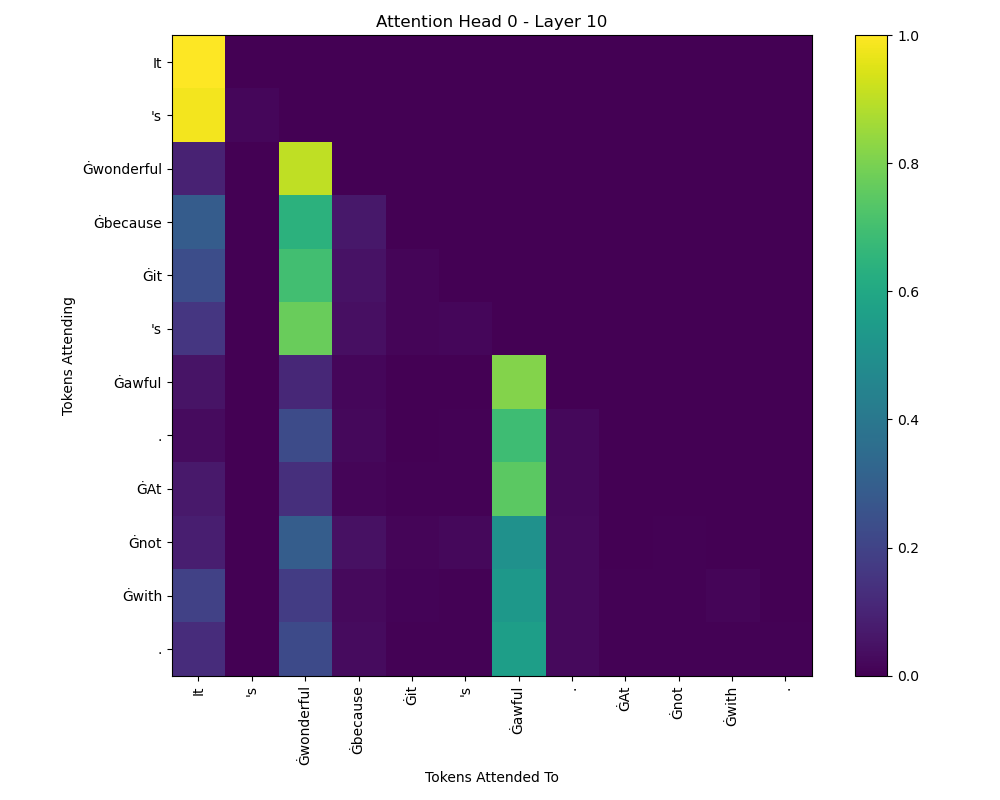 Attention Head 0 - Layer 10
It
's
Ġwonderful
Ġbecause
Ġit
's
Ġawful
.
ĠAt
Ġnot
Ġwith
.
Tokens Attending
It
's
Ġwonderful
Ġbecause
Ġit
's
Ġawful
.
ĠAt
Ġnot
Ġwith
.
Tokens Attended To
1.0
0.8
0.6
0.4
0.2
0.0